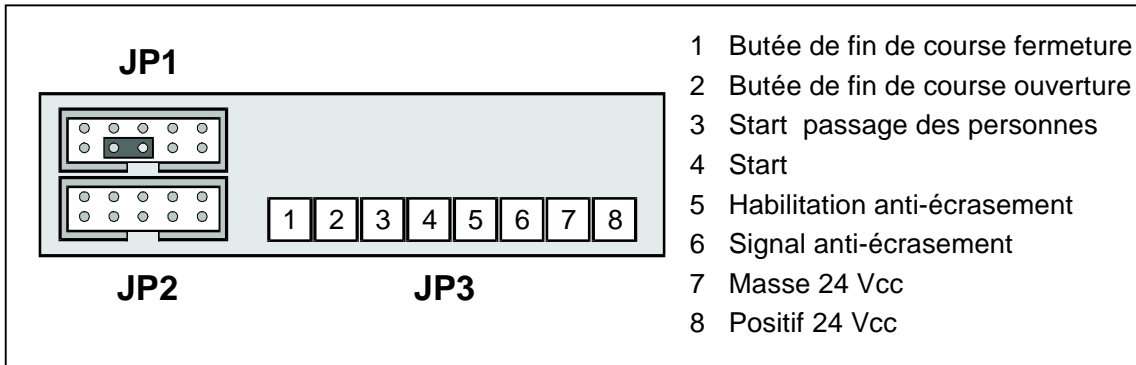 JP1
1 2 3 4 5 6 7 8
JP2
JP3
1 Butée de fin de course fermeture
2 Butée de fin de course ouverture
3 Start passage des personnes
4 Start
5 Habilitation anti-écrasement
6 Signal anti-écrasement
7 Masse 24 Vcc
8 Positif 24 Vcc